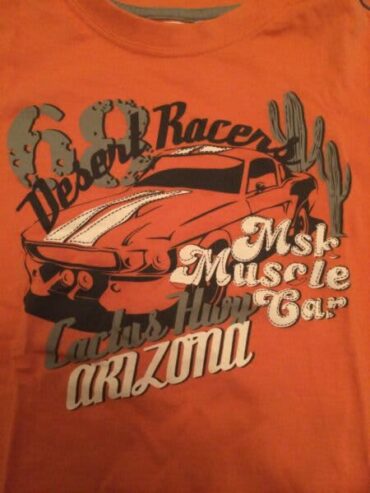 68
Desert Racers
Msk
Muscle
Car
Cactus Hwy
ARIZONA